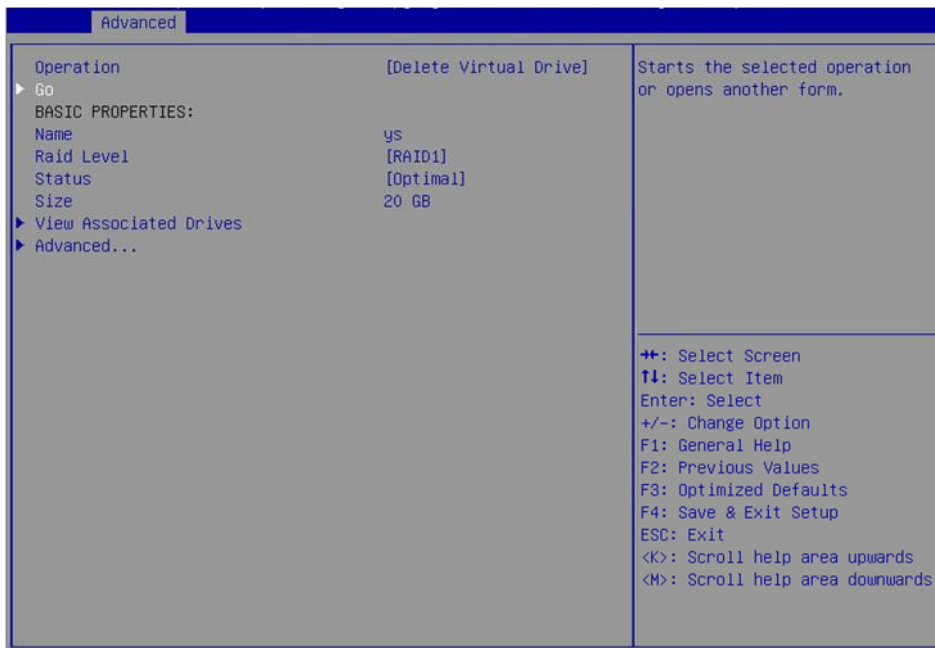 Advanced
Operation [Delete Virtual Drive]
Go
BASIC PROPERTIES:
Name ys
Raid Level [RAID1]
Status [Optimal]
Size 20 GB
View Associated Drives
Advanced...
Starts the selected operation
or opens another form.
→←: Select Screen
↑↓: Select Item
Enter: Select
+/-: Change Option
F1: General Help
F2: Previous Values
F3: Optimized Defaults
F4: Save & Exit Setup
ESC: Exit
<K>: Scroll help area upwards
<M>: Scroll help area downwards